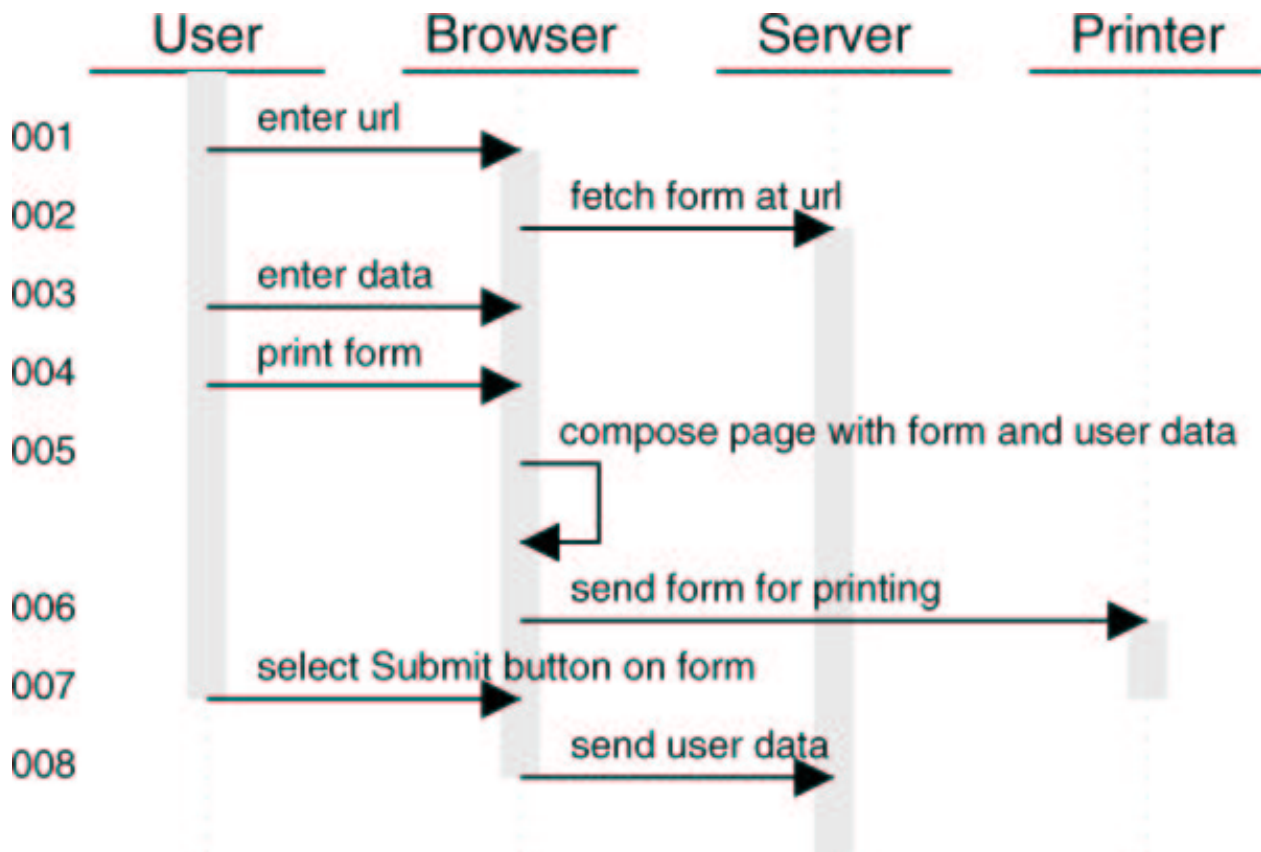 User Browser Server Printer
001 enter url
002 fetch form at url
003 enter data
004 print form
005 compose page with form and user data
006 send form for printing
007 select Submit button on form
008 send user data